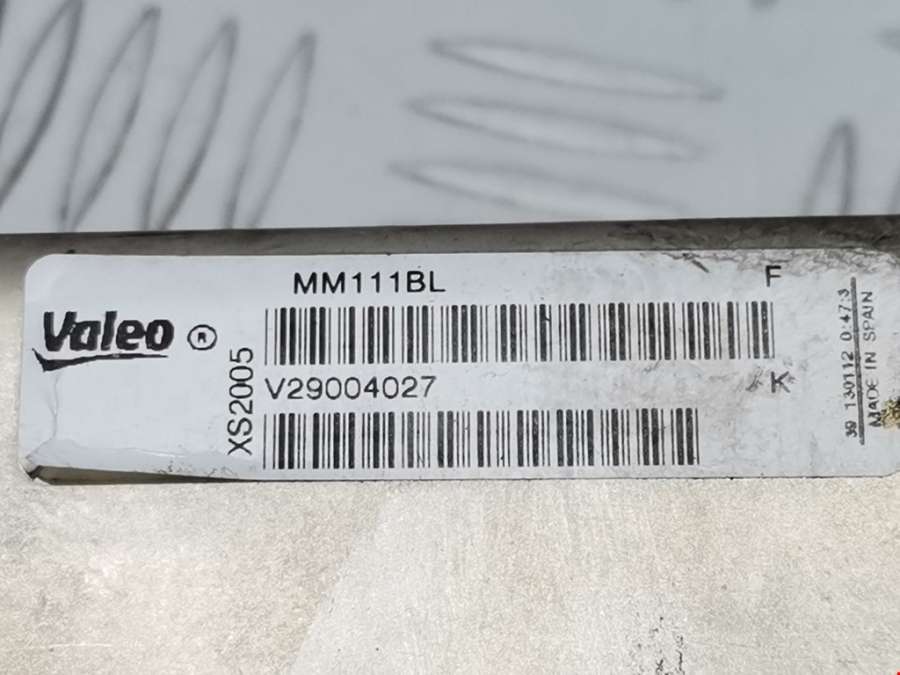 MM111BL
F
Valeo ®
XS2005
V29004027
K
39 130112 0:47:3
MADE IN SPAIN